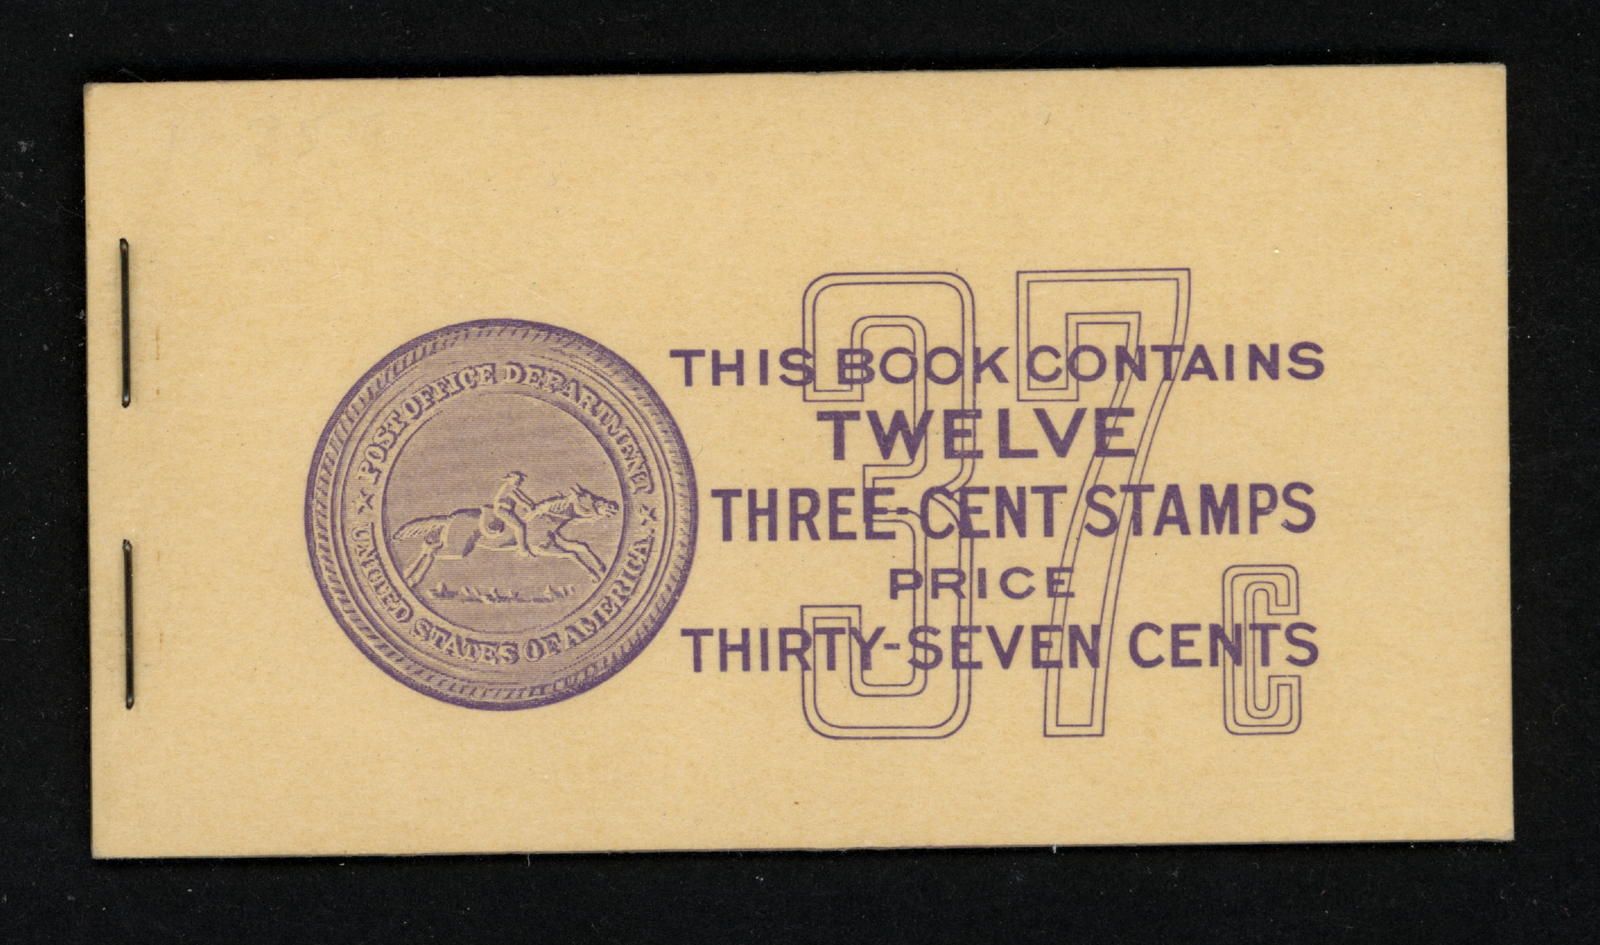 POST OFFICE DEPARTMENT
UNITED STATES OF AMERICA
37c
THIS BOOK CONTAINS
TWELVE
THREE-CENT STAMPS
PRICE
THIRTY-SEVEN CENTS